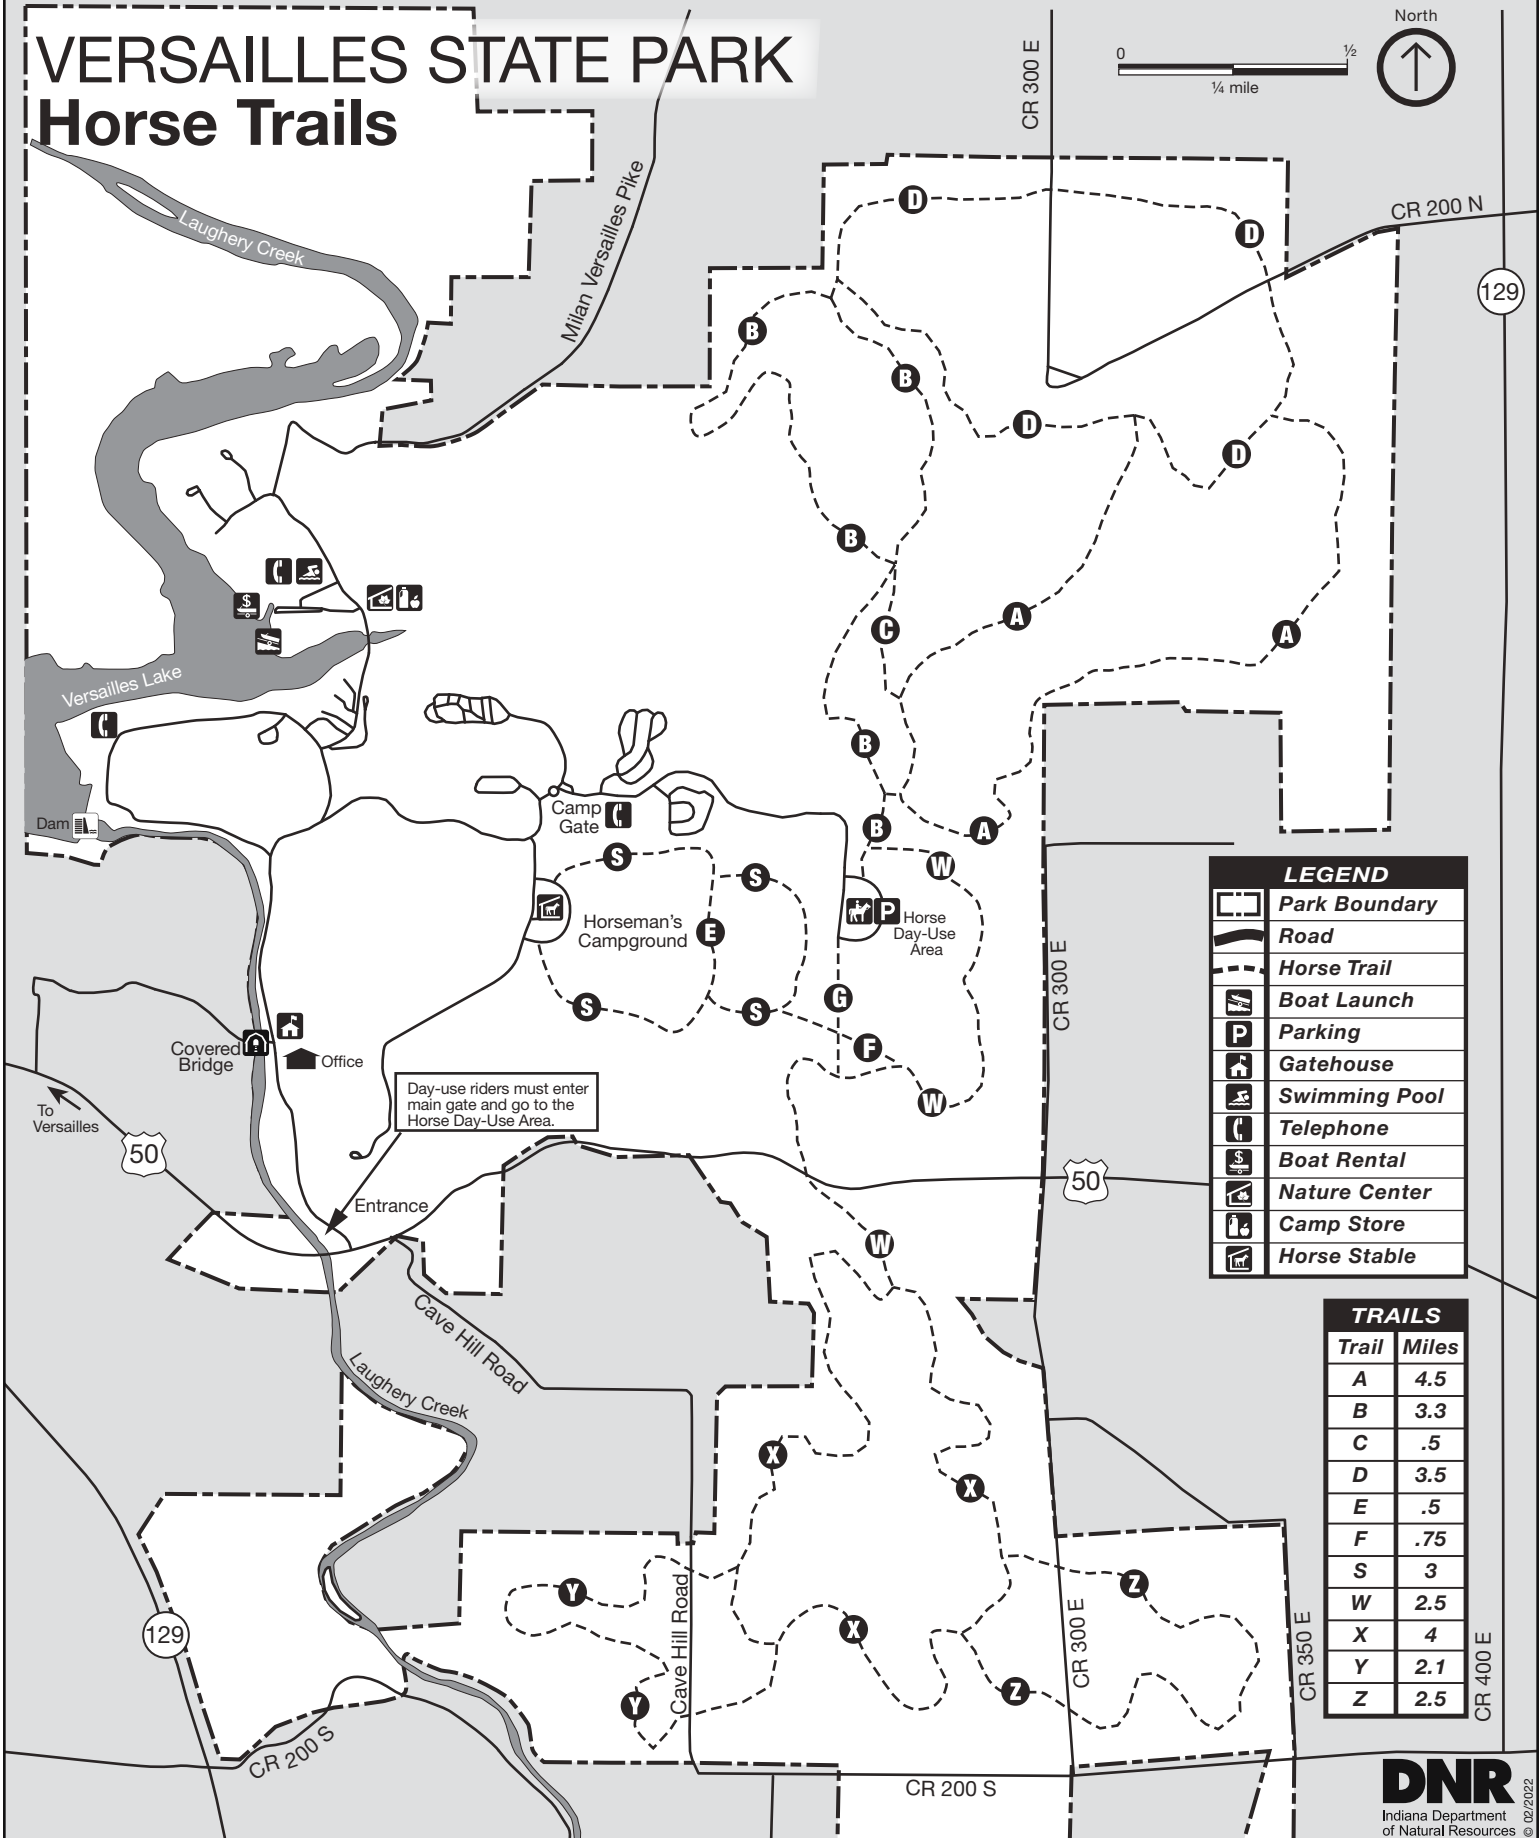 VERSAILLES STATE PARK
Horse Trails
North
0 ½
¼ mile
CR 300 E
CR 200 N
129
Milan Versailles Pike
Laughery Creek
D
D
B
B
D
D
B
C
A
A
Versailles Lake
B
Camp
Gate
Dam
B
A
S
W
S
Horseman's
Campground
E
P
Horse
Day-Use
Area
CR 300 E
S
S
G
F
W
Covered
Bridge
Office
Day-use riders must enter
main gate and go to the
Horse Day-Use Area.
To
Versailles
50
50
Entrance
W
Cave Hill Road
Laughery Creek
X
X
Y
Z
X
Y
Z
Cave Hill Road
CR 300 E
CR 350 E
CR 400 E
129
CR 200 S
CR 200 S
LEGEND
Park Boundary
Road
Horse Trail
Boat Launch
P Parking
Gatehouse
Swimming Pool
Telephone
$ Boat Rental
Nature Center
Camp Store
Horse Stable
TRAILS
Trail Miles
A 4.5
B 3.3
C .5
D 3.5
E .5
F .75
S 3
W 2.5
X 4
Y 2.1
Z 2.5
DNR
Indiana Department
of Natural Resources
© 02/2022